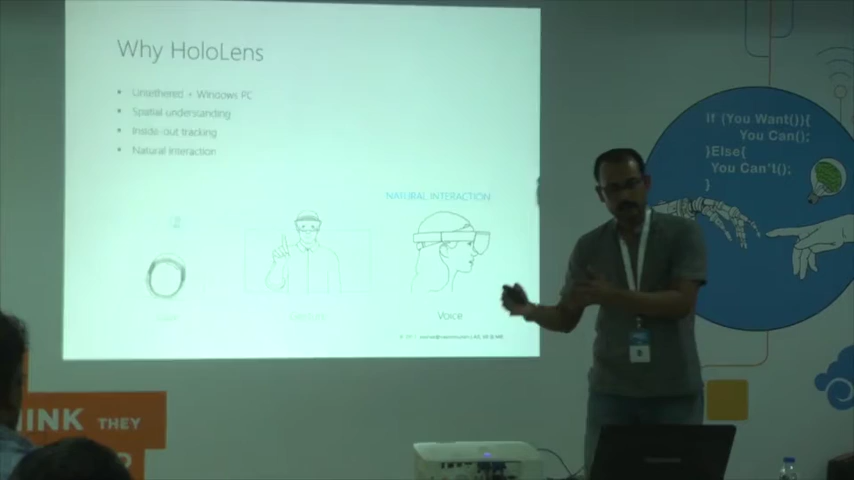 Why HoloLens
Untethered + Windows PC
Spatial understanding
Inside-out tracking
Natural Interaction
NATURAL INTERACTION
Voice
If (You Want()){
You Can();
}Else{
You Can't();
}
INK THEY